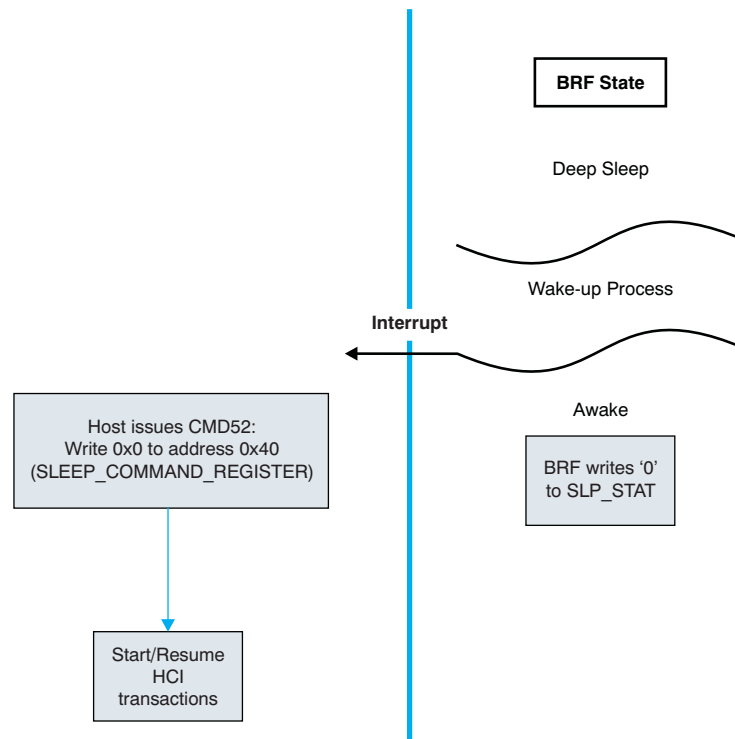 BRF State
Deep Sleep
Wake-up Process
Interrupt
Awake
Host issues CMD52:
Write 0x0 to address 0x40
(SLEEP_COMMAND_REGISTER)
BRF writes ‘0’
to SLP_STAT
Start/Resume
HCI
transactions